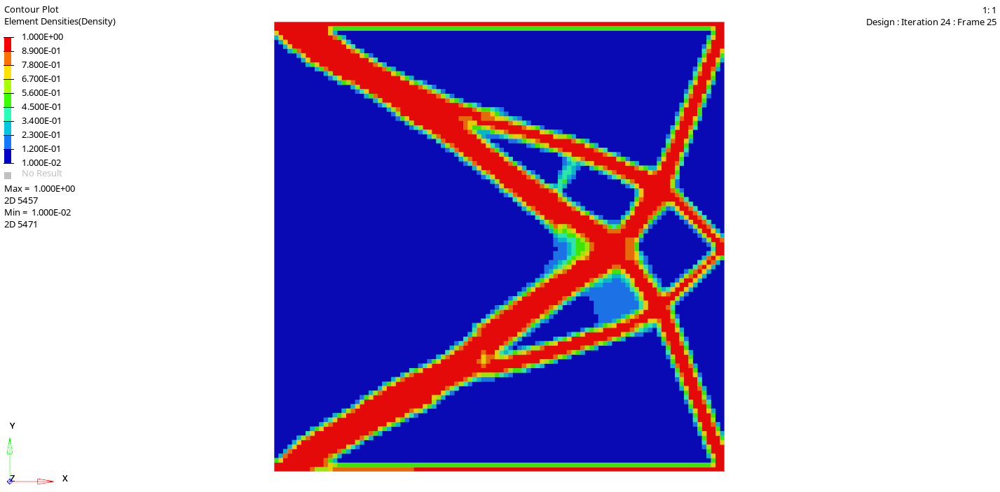 Contour Plot
Element Densities(Density)
1.000E+00
8.900E-01
7.800E-01
6.700E-01
5.600E-01
4.500E-01
3.400E-01
2.300E-01
1.200E-01
1.000E-02
No Result
Max = 1.000E+00
2D 5457
Min = 1.000E-02
2D 5471
1: 1
Design : Iteration 24 : Frame 25
Y
Z
X